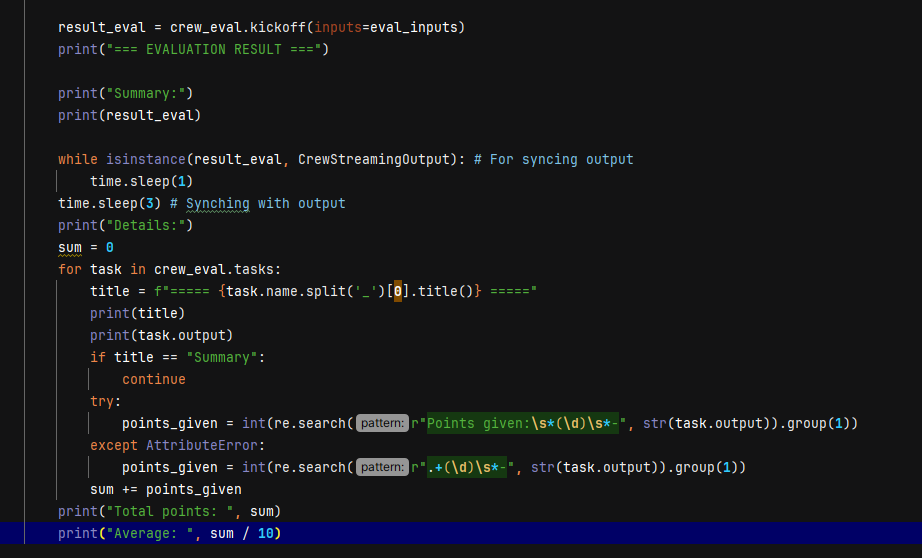 result_eval = crew_eval.kickoff(inputs=eval_inputs)
print("=== EVALUATION RESULT ===")
print("Summary:")
print(result_eval)
while isinstance(result_eval, CrewStreamingOutput): # For syncing output
time.sleep(1)
time.sleep(3) # Synching with output
print("Details:")
sum = 0
for task in crew_eval.tasks:
title = f"===== {task.name.split('_')[0].title()} ====="
print(title)
print(task.output)
if title == "Summary":
continue
try:
points_given = int(re.search( pattern: r"Points given:\s*(\d)\s*-", str(task.output)).group(1))
except AttributeError:
points_given = int(re.search( pattern: r".+(\d)\s*-", str(task.output)).group(1))
sum += points_given
print("Total points: ", sum)
print("Average: ", sum / 10)